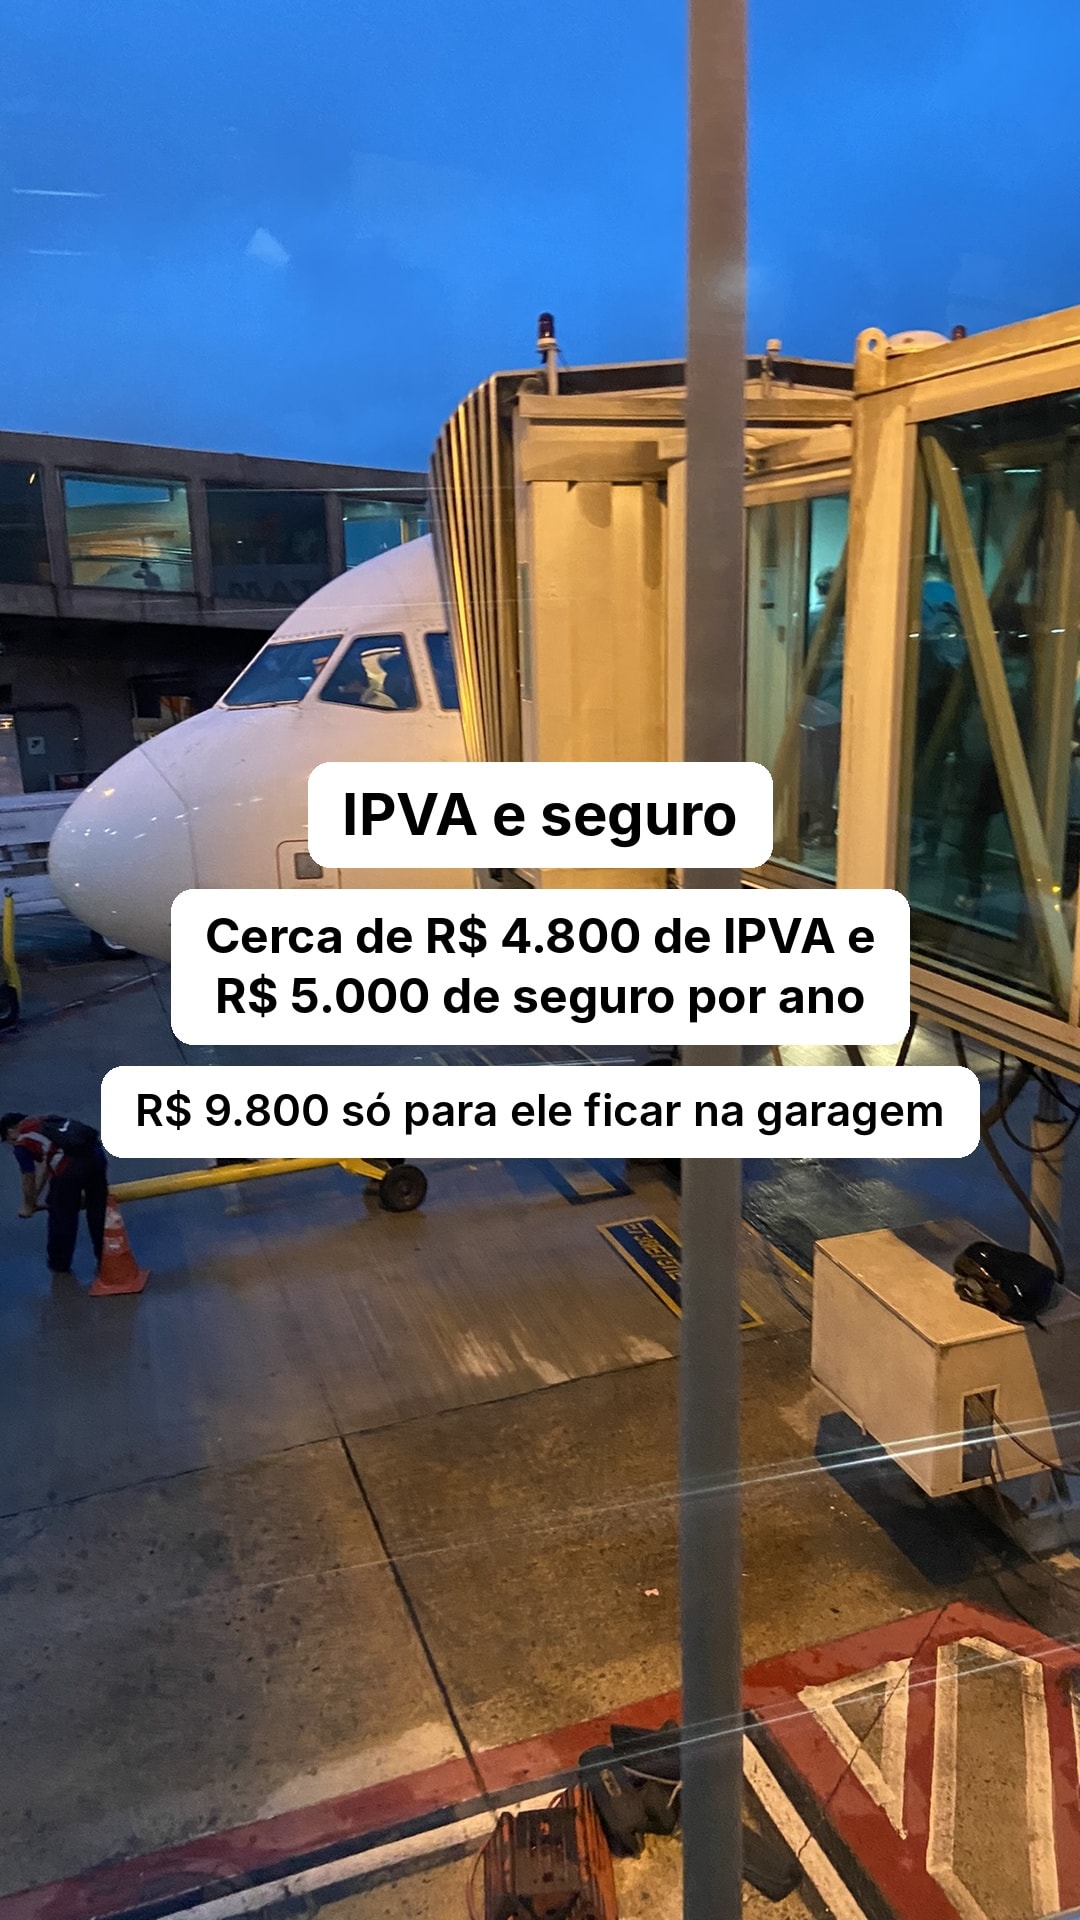 IPVA e seguro
Cerca de R$ 4.800 de IPVA e
R$ 5.000 de seguro por ano
R$ 9.800 só para ele ficar na garagem